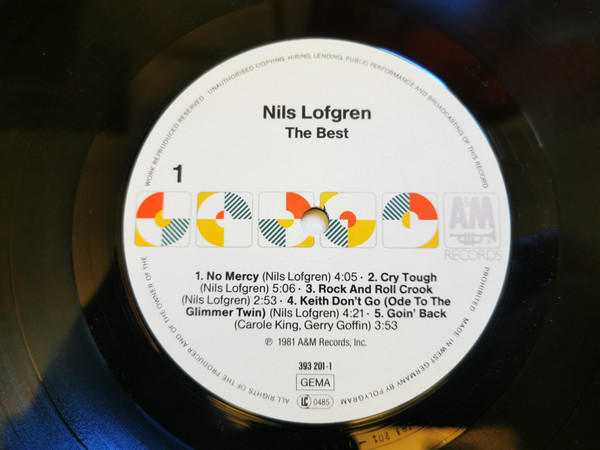 WORK REPRODUCED RESERVED · UNAUTHORISED COPYING, HIRING, LENDING, PUBLIC PERFORMANCE AND BROADCASTING OF THIS RECORD
Nils Lofgren
The Best
1
A&M
RECORDS
1. No Mercy (Nils Lofgren) 4:05 · 2. Cry Tough
(Nils Lofgren) 5:06 · 3. Rock And Roll Crook
(Nils Lofgren) 2:53 · 4. Keith Don't Go (Ode To The
Glimmer Twin) (Nils Lofgren) 4:21 · 5. Goin' Back
(Carole King, Gerry Goffin) 3:53
℗ 1981 A&M Records, Inc.
393 201-1
GEMA
LC 0485
ALL RIGHTS OF THE PRODUCER AND OF THE OWNER OF THE
PROHIBITED · MADE IN WEST GERMANY BY POLYGRAM